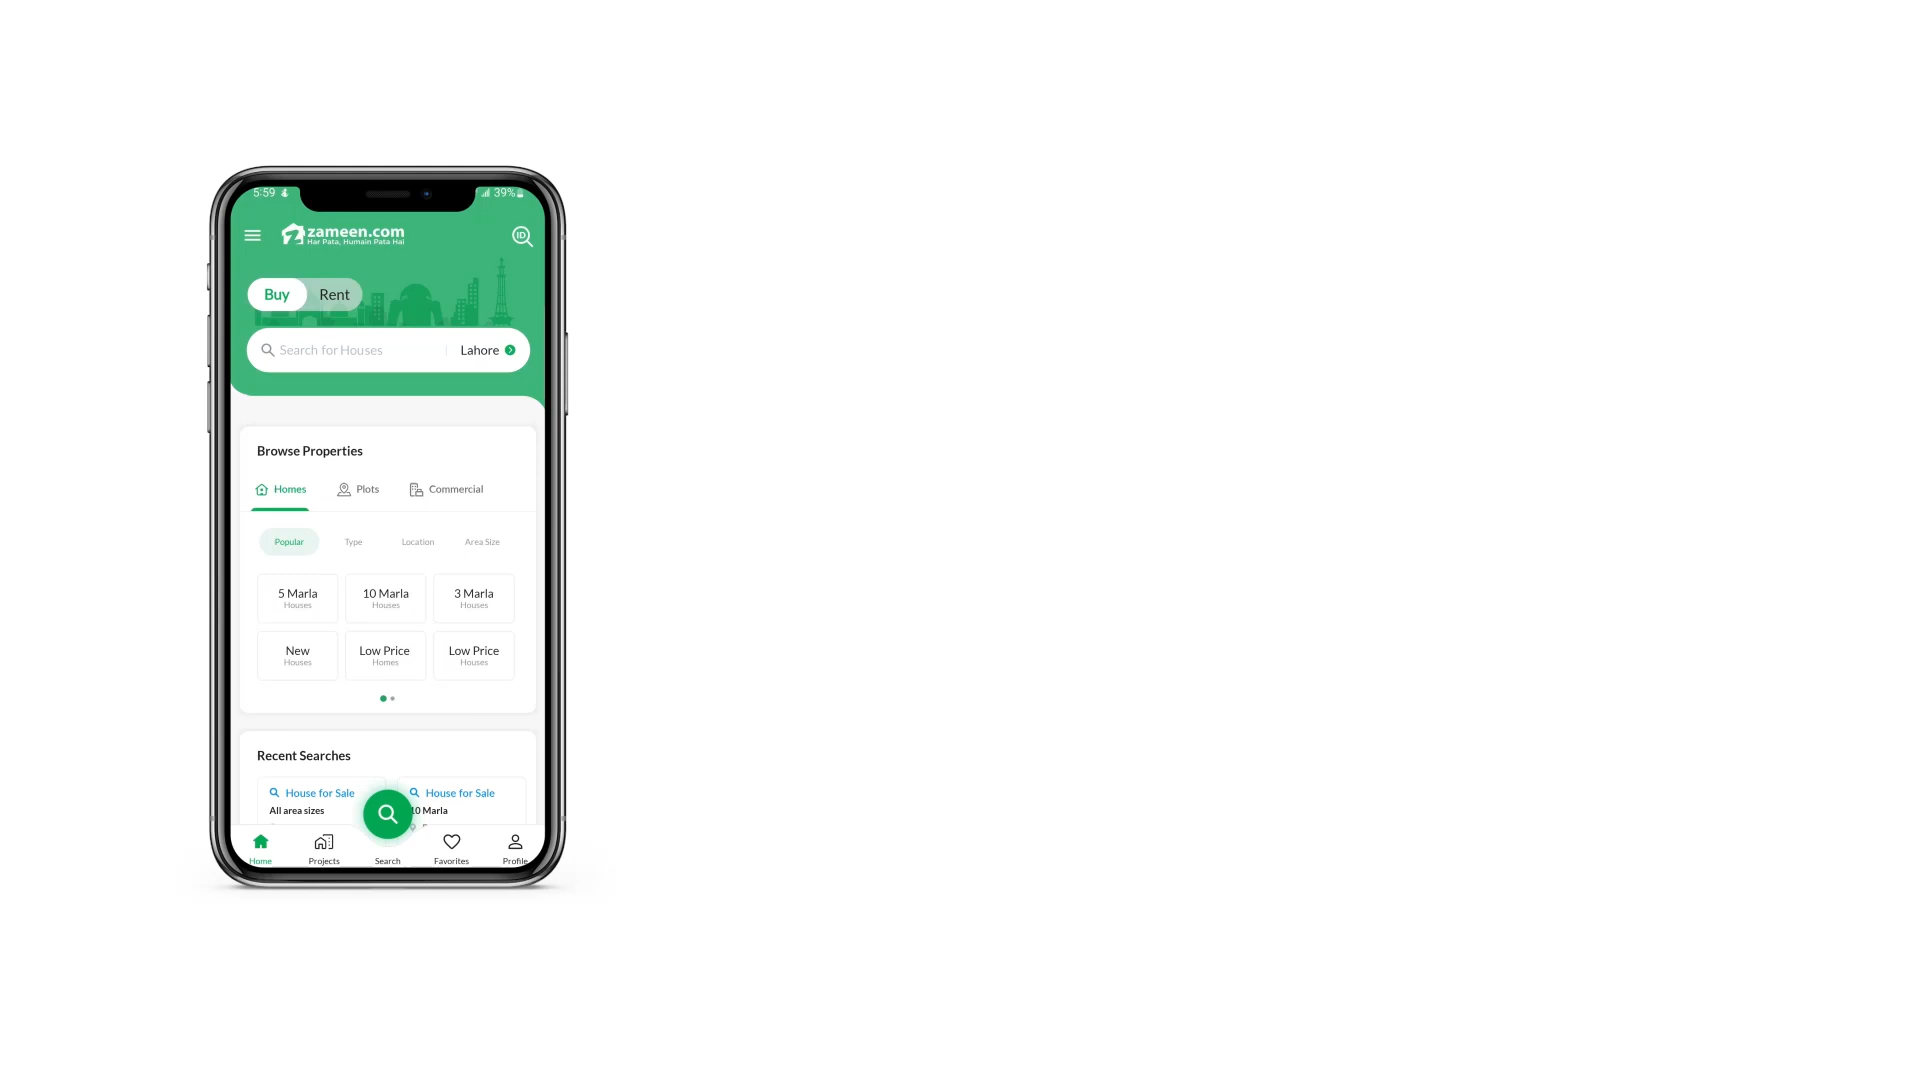 5:59
39%
zameen.com
Har Pata, Humain Pata Hai
ID
Buy Rent
Search for Houses Lahore
Browse Properties
Homes Plots Commercial
Popular Type Location Area Size
5 Marla 10 Marla 3 Marla
Houses Houses Houses
New Low Price Low Price
Houses Homes Houses
Recent Searches
House for Sale House for Sale
All area sizes 10 Marla
Home Projects Search Favorites Profile